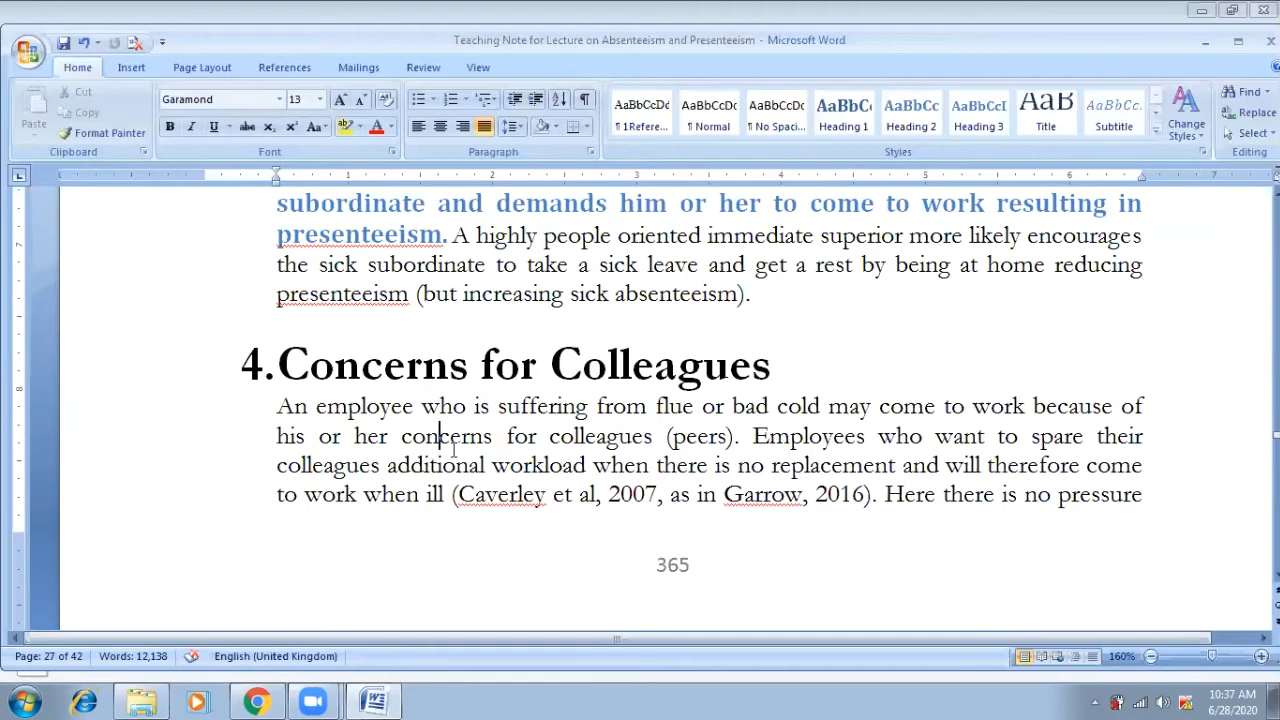 Teaching Note for Lecture on Absenteeism and Presenteeism - Microsoft Word
Home Insert Page Layout References Mailings Review View
Paste
Cut
Copy
Format Painter
Clipboard
Garamond 13
Font
Paragraph
AaBbCcDd AaBbCcDc AaBbCcDc AaBbC AaBbCc AaBbCcI AaB AaBbCc.
¶ 1Refere... ¶ Normal ¶ No Spaci... Heading 1 Heading 2 Heading 3 Title Subtitle
Change Styles
Styles
Find
Replace
Select
Editing
1 2 3 4 5 6 7
subordinate and demands him or her to come to work resulting in
presenteeism. A highly people oriented immediate superior more likely encourages
the sick subordinate to take a sick leave and get a rest by being at home reducing
presenteeism (but increasing sick absenteeism).
4.Concerns for Colleagues
An employee who is suffering from flue or bad cold may come to work because of
his or her concerns for colleagues (peers). Employees who want to spare their
colleagues additional workload when there is no replacement and will therefore come
to work when ill (Caverley et al, 2007, as in Garrow, 2016). Here there is no pressure
365
Page: 27 of 42 Words: 12,138 English (United Kingdom) 160%
10:37 AM
6/28/2020